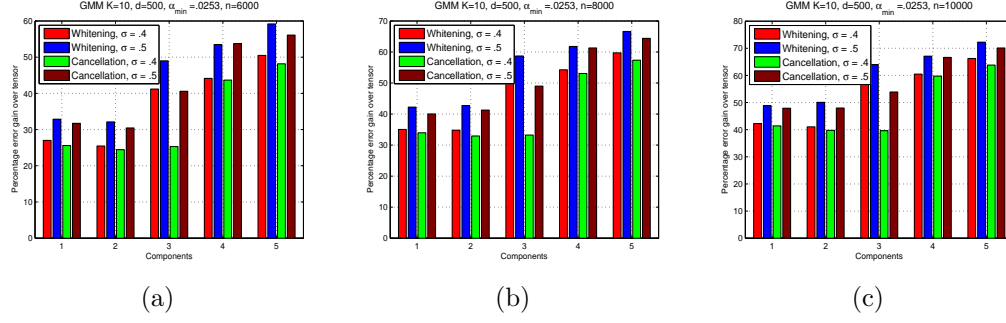 GMM K=10, d=500, α_min =.0253, n=6000
Percentage error gain over tensor
60
50
40
30
20
10
0
Whitening, σ = .4
Whitening, σ = .5
Cancellation, σ = .4
Cancellation, σ = .5
1 2 3 4 5
Components
(a)
GMM K=10, d=500, α_min =.0253, n=8000
Percentage error gain over tensor
70
60
50
40
30
20
10
0
Whitening, σ = .4
Whitening, σ = .5
Cancellation, σ = .4
Cancellation, σ = .5
1 2 3 4 5
Components
(b)
GMM K=10, d=500, α_min =.0253, n=10000
Percentage error gain over tensor
80
70
60
50
40
30
20
10
0
Whitening, σ = .4
Whitening, σ = .5
Cancellation, σ = .4
Cancellation, σ = .5
1 2 3 4 5
Components
(c)